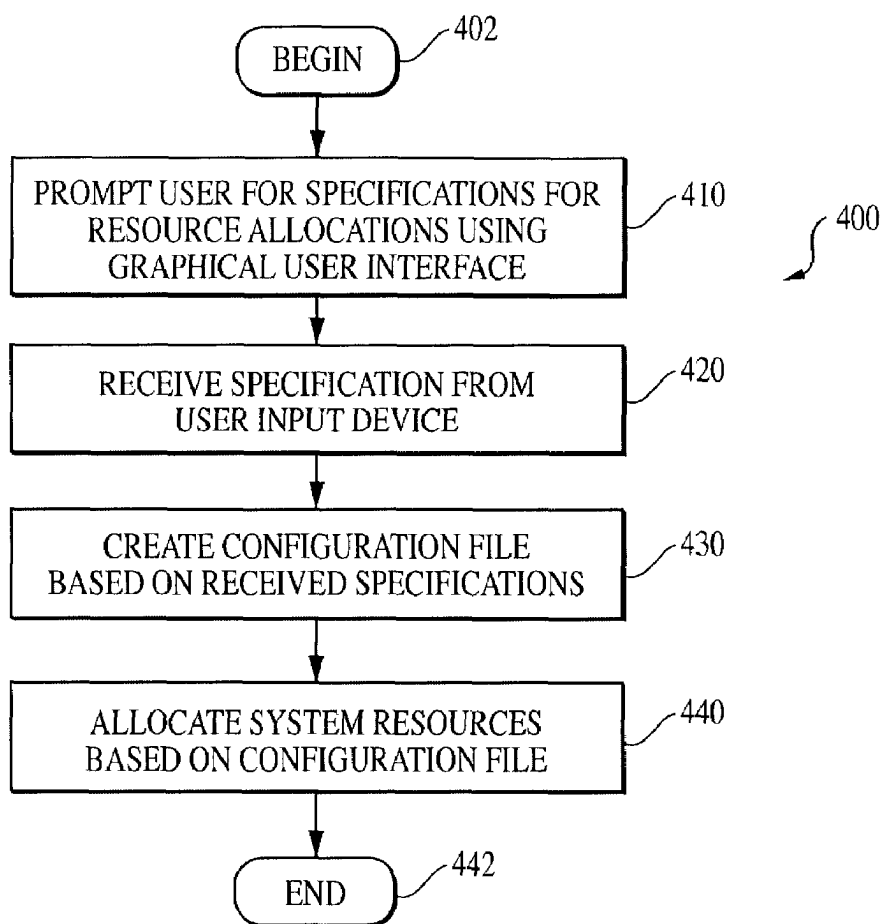 BEGIN
402
PROMPT USER FOR SPECIFICATIONS FOR
RESOURCE ALLOCATIONS USING
GRAPHICAL USER INTERFACE
410
400
RECEIVE SPECIFICATION FROM
USER INPUT DEVICE
420
CREATE CONFIGURATION FILE
BASED ON RECEIVED SPECIFICATIONS
430
ALLOCATE SYSTEM RESOURCES
BASED ON CONFIGURATION FILE
440
END
442